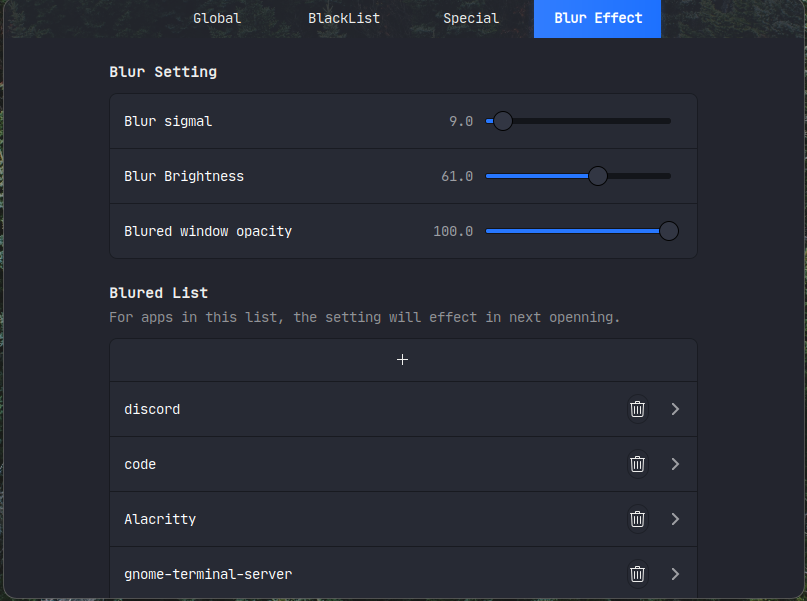 Global BlackList Special Blur Effect
Blur Setting
Blur sigmal 9.0
Blur Brightness 61.0
Blured window opacity 100.0
Blured List
For apps in this list, the setting will effect in next openning.
+
discord
code
Alacritty
gnome-terminal-server